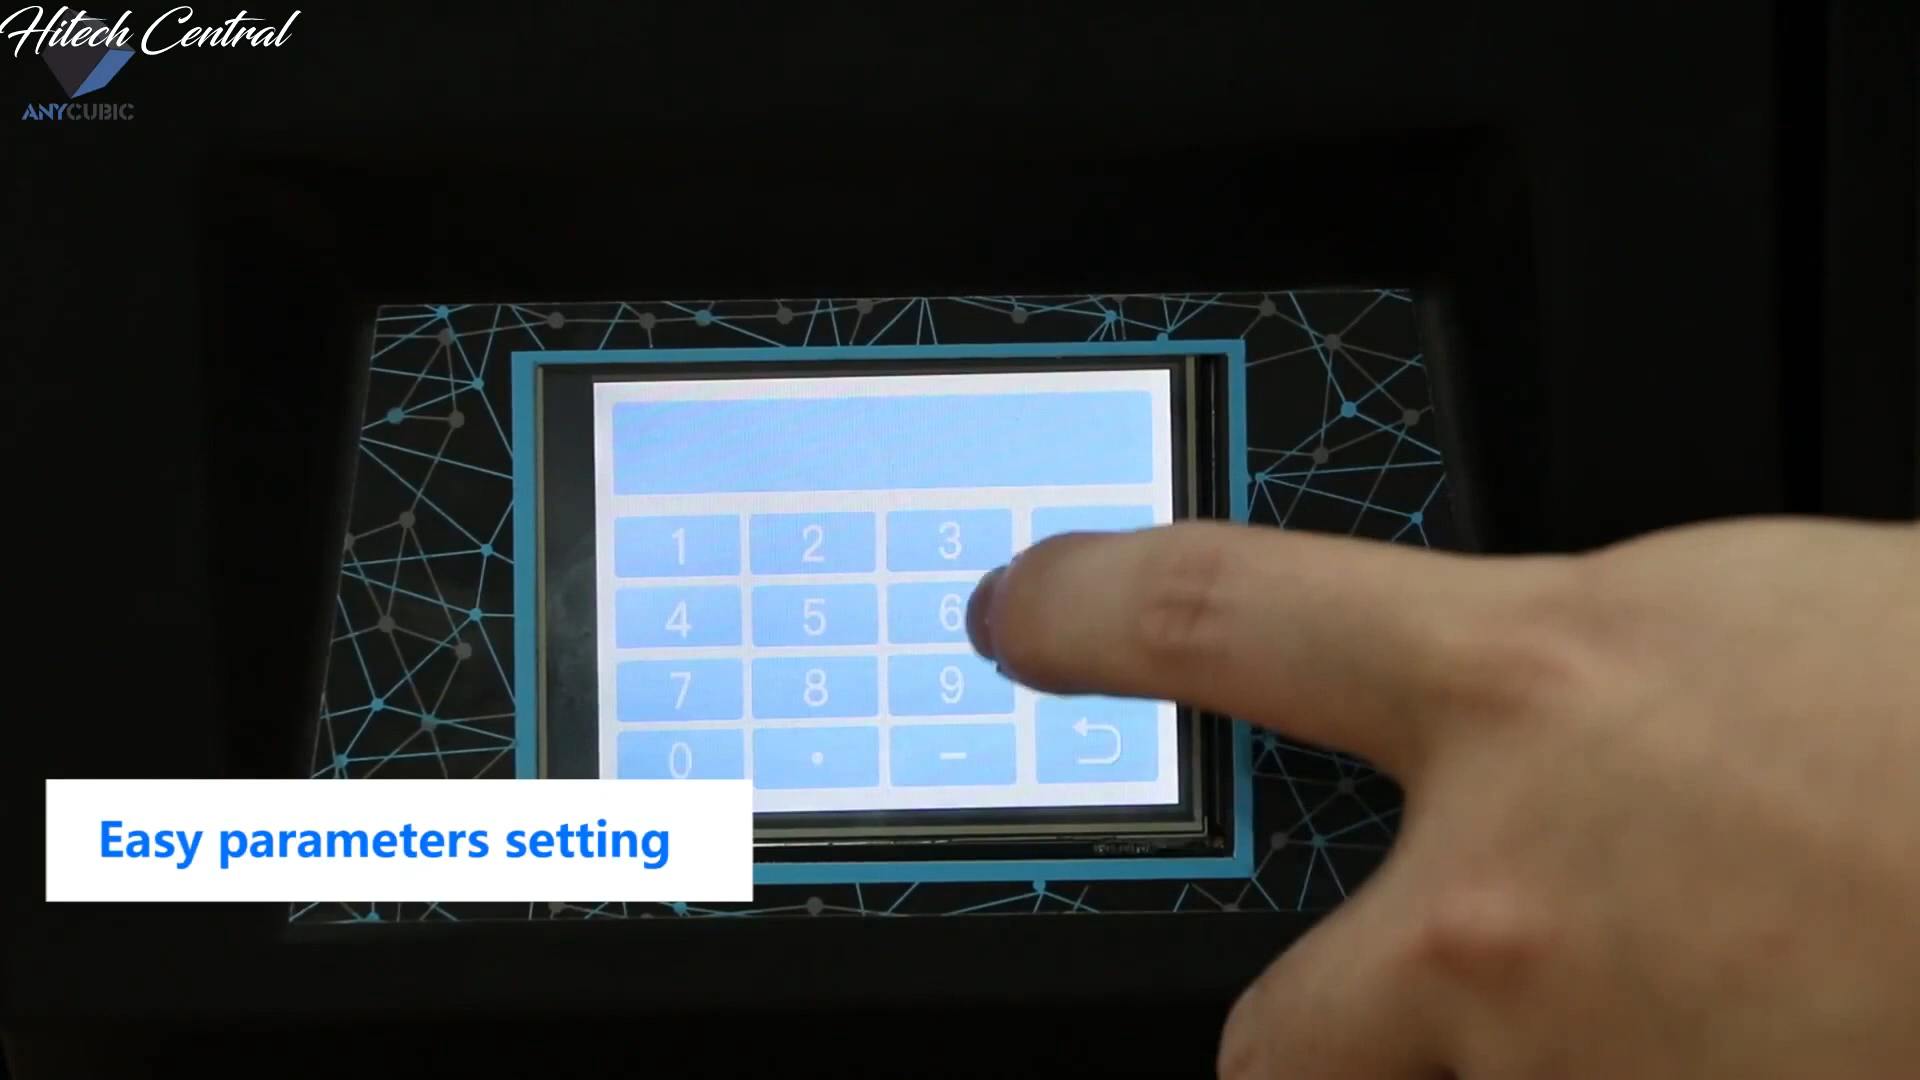 Hitech Central
ANYCUBIC
1 2 3
4 5 6
7 8 9
0 . -
Easy parameters setting